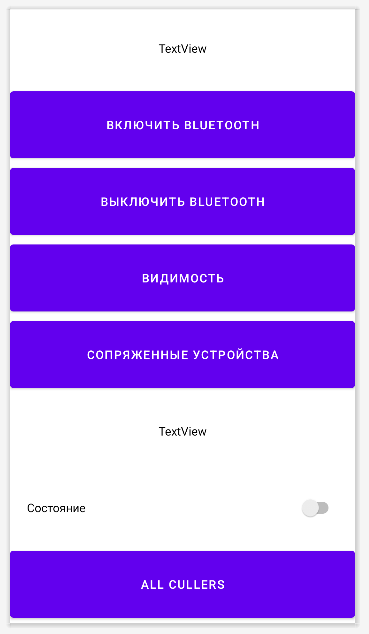 TextView
ВКЛЮЧИТЬ BLUETOOTH
ВЫКЛЮЧИТЬ BLUETOOTH
ВИДИМОСТЬ
СОПРЯЖЕННЫЕ УСТРОЙСТВА
TextView
Состояние
ALL CULLERS